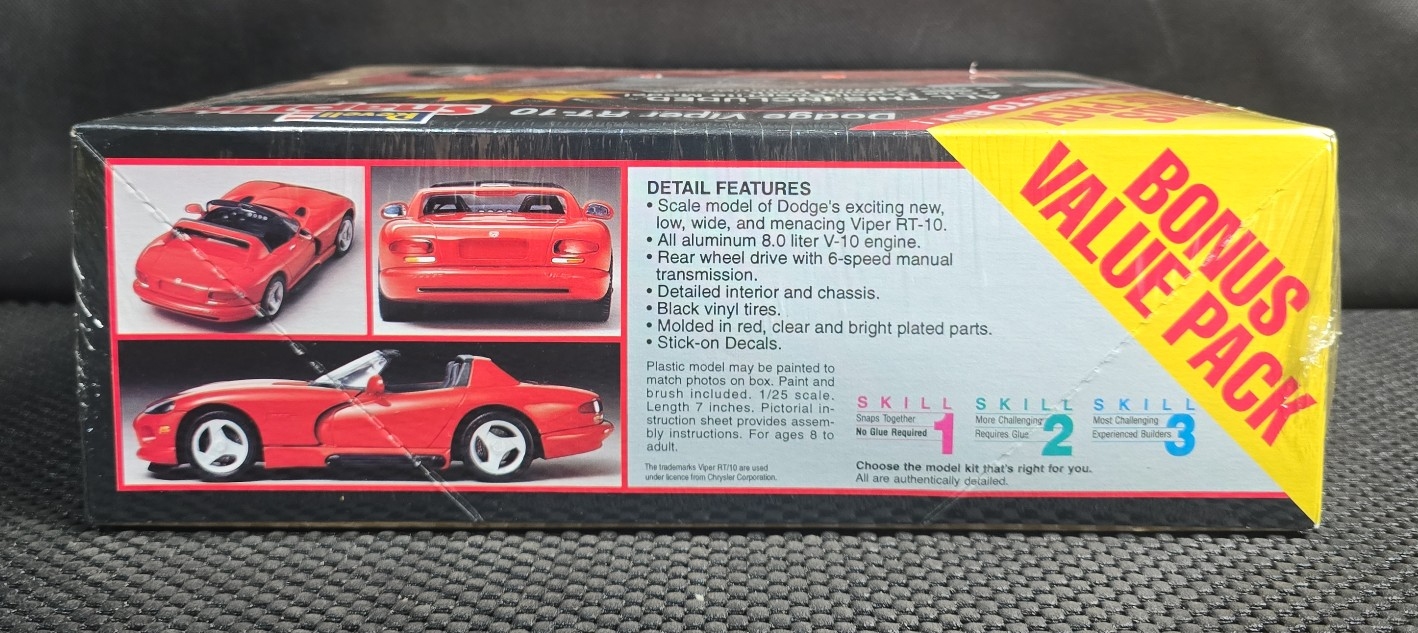 Revell
Dodge Viper RT-10
ALL THIS INCLUDED
BONUS
VALUE PACK
DETAIL FEATURES
• Scale model of Dodge's exciting new,
low, wide, and menacing Viper RT-10.
• All aluminum 8.0 liter V-10 engine.
• Rear wheel drive with 6-speed manual
transmission.
• Detailed interior and chassis.
• Black vinyl tires.
• Molded in red, clear and bright plated parts.
• Stick-on Decals.
Plastic model may be painted to
match photos on box. Paint and
brush included. 1/25 scale.
Length 7 inches. Pictorial in-
struction sheet provides assem-
bly instructions. For ages 8 to
adult.
The trademarks Viper RT/10 are used
under licence from Chrysler Corporation.
SKILL 1
Snaps Together
No Glue Required
SKILL 2
More Challenging
Requires Glue
SKILL 3
Most Challenging
Experienced Builders
Choose the model kit that's right for you.
All are authentically detailed.